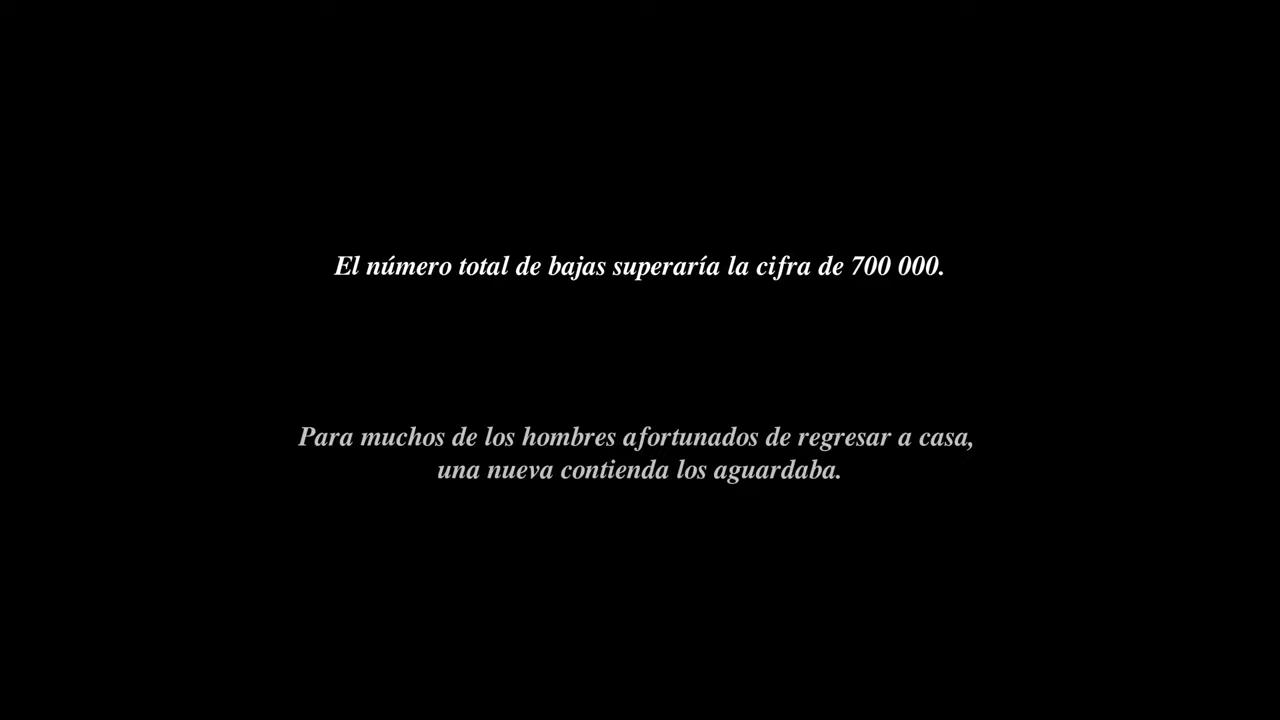 El número total de bajas superaría la cifra de 700 000.
Para muchos de los hombres afortunados de regresar a casa,
una nueva contienda los aguardaba.